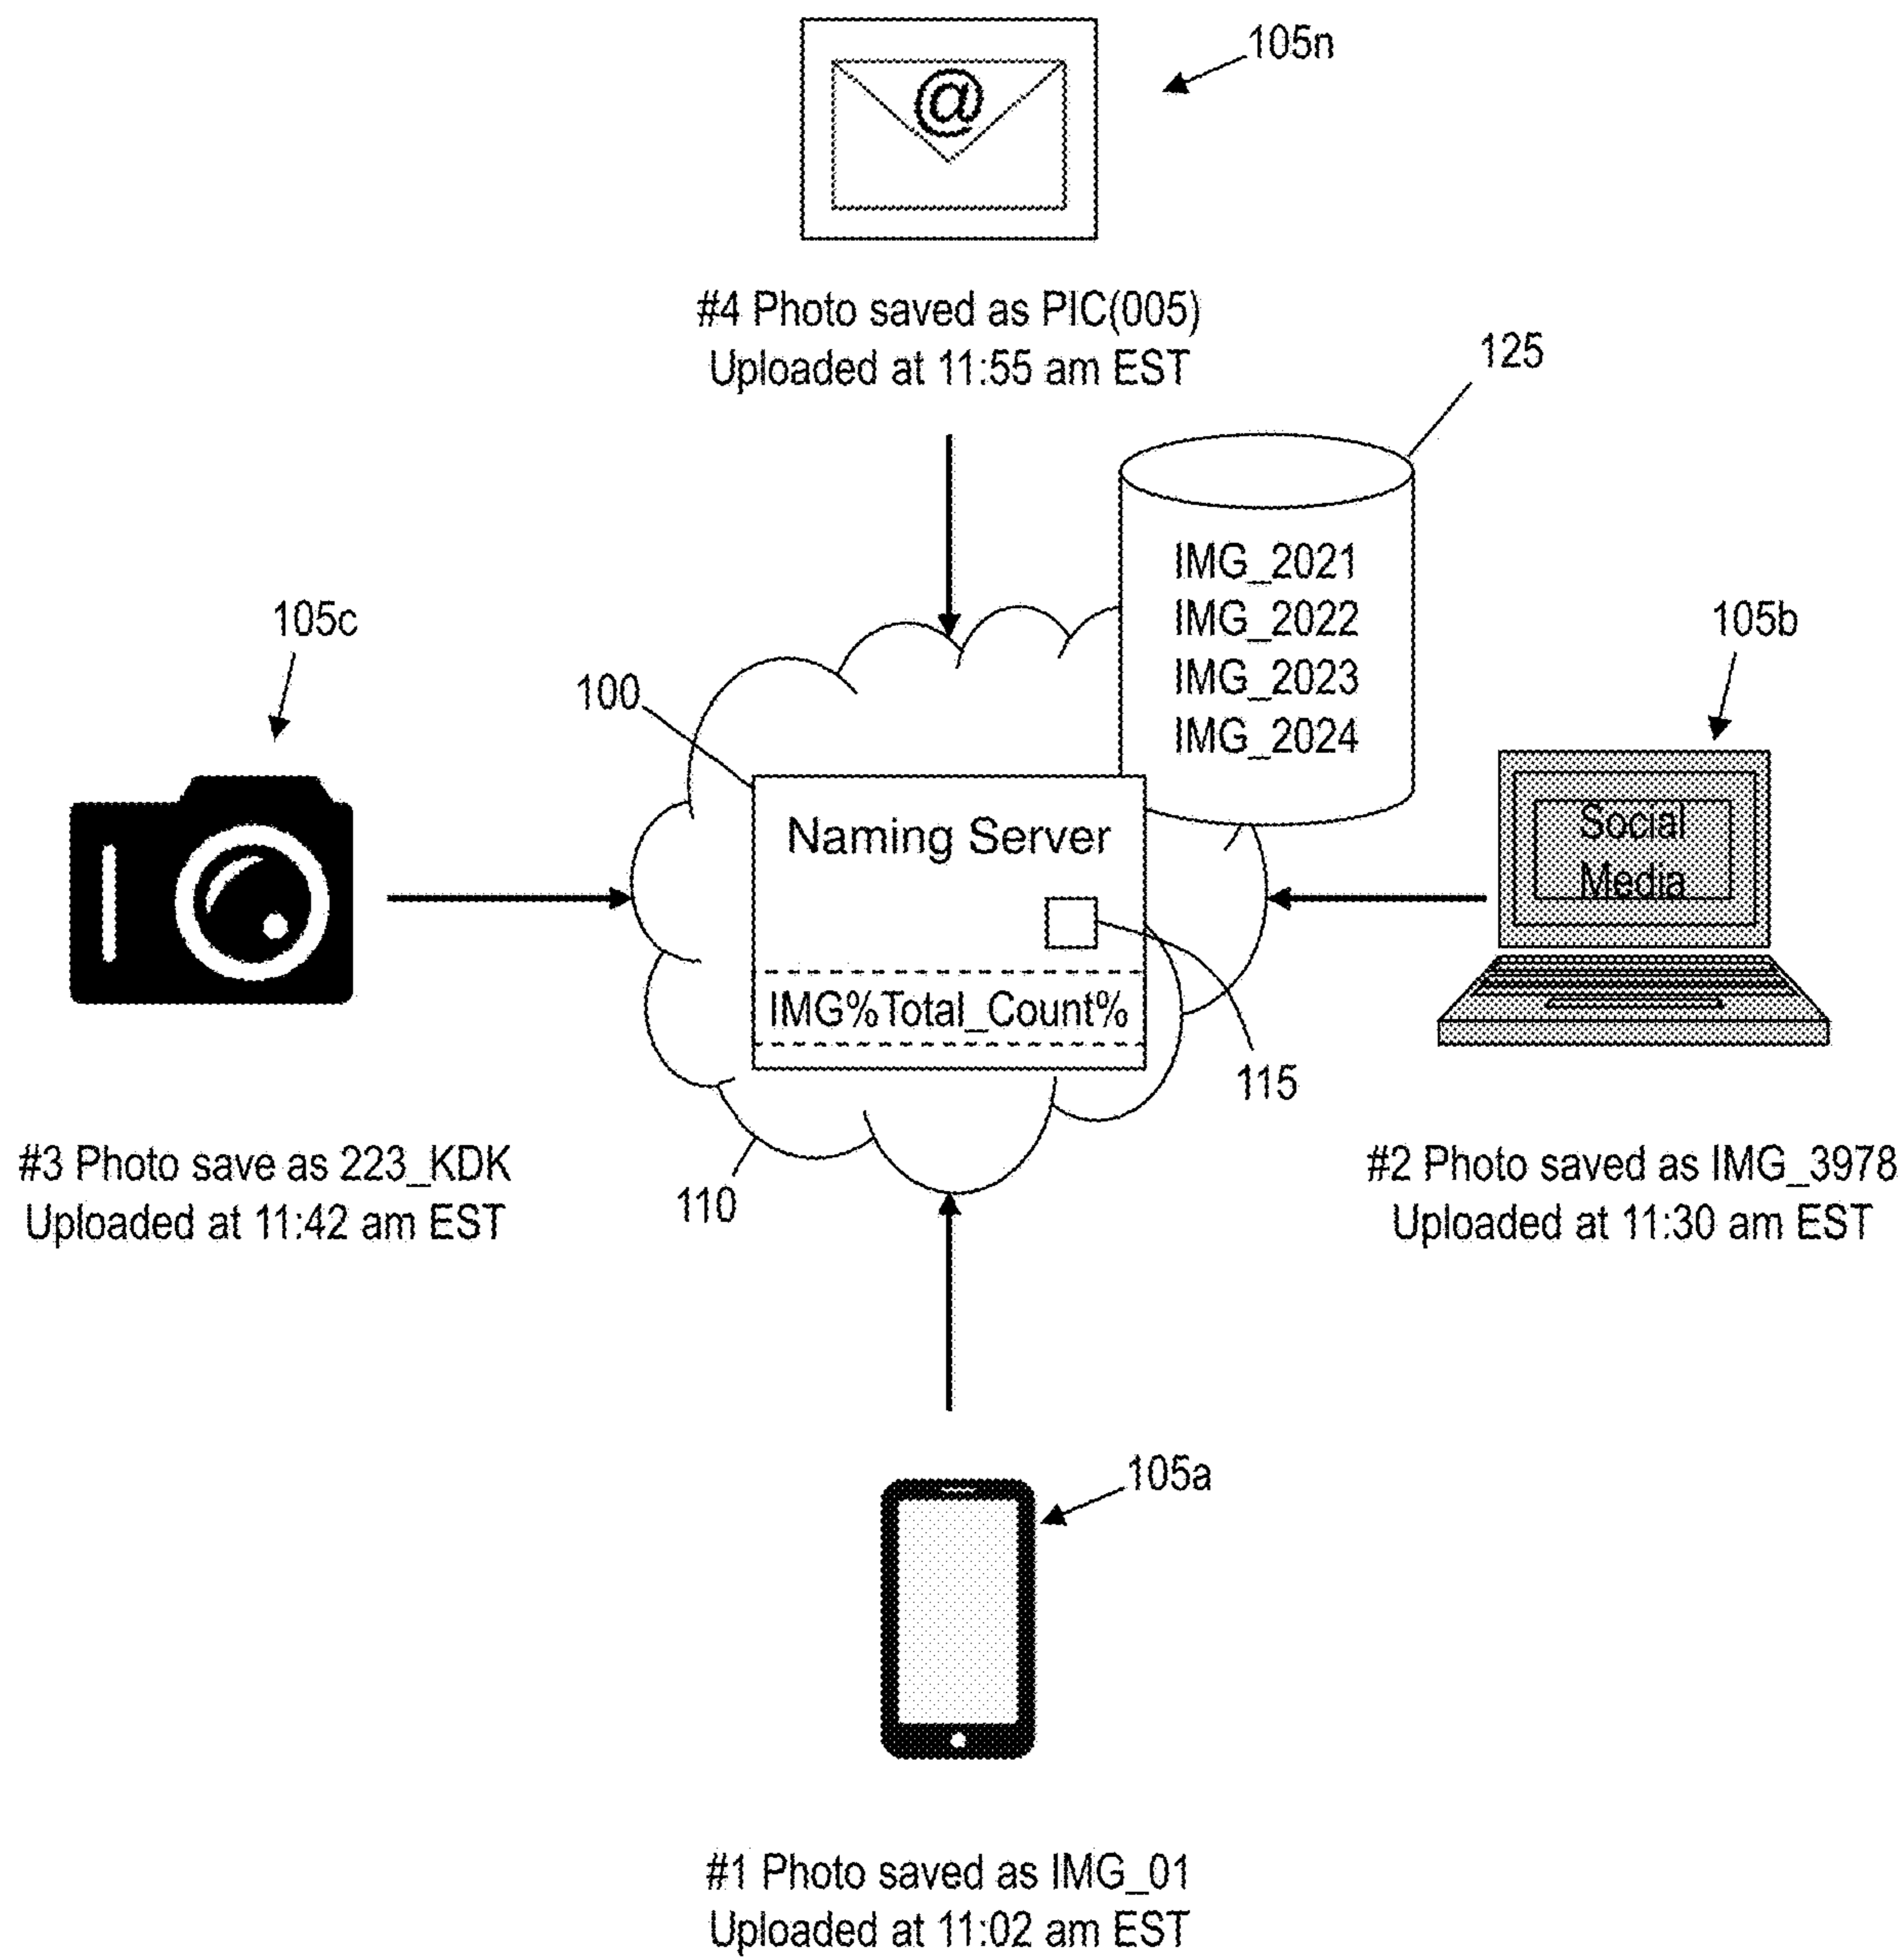 105n
@
#4 Photo saved as PIC(005)
Uploaded at 11:55 am EST
125
IMG_2021
IMG_2022
IMG_2023
IMG_2024
105c
100
105b
Naming Server
IMG%Total_Count%
Social
Media
115
110
#3 Photo save as 223_KDK
Uploaded at 11:42 am EST
#2 Photo saved as IMG_3978
Uploaded at 11:30 am EST
105a
#1 Photo saved as IMG_01
Uploaded at 11:02 am EST